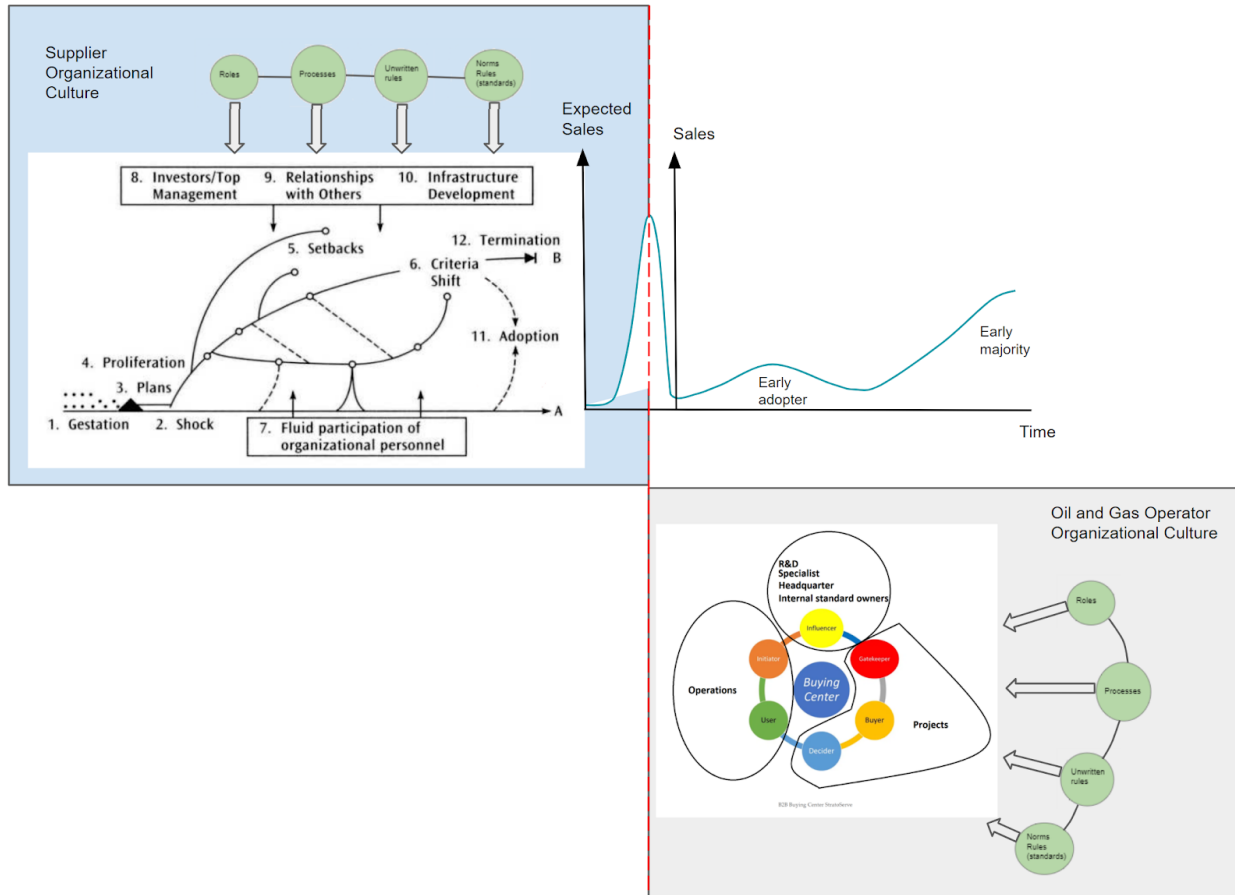 Supplier
Organizational
Culture
Roles
Processes
Unwritten
rules
Norms
Rules
(standards)
Expected
Sales
Sales
8. Investors/Top
Management
9. Relationships
with Others
10. Infrastructure
Development
5. Setbacks
12. Termination
B
6. Criteria
Shift
11. Adoption
4. Proliferation
3. Plans
A
1. Gestation
2. Shock
7. Fluid participation of
organizational personnel
Early
adopter
Early
majority
Time
Oil and Gas Operator
Organizational Culture
R&D
Specialist
Headquarter
Internal standard owners
Influencer
Initiator
Gatekeeper
Operations
Buying
Center
User
Buyer
Projects
Decider
B2B Buying Center Strainthevo
Roles
Processes
Unwritten
rules
Norms
Rules
(standards)